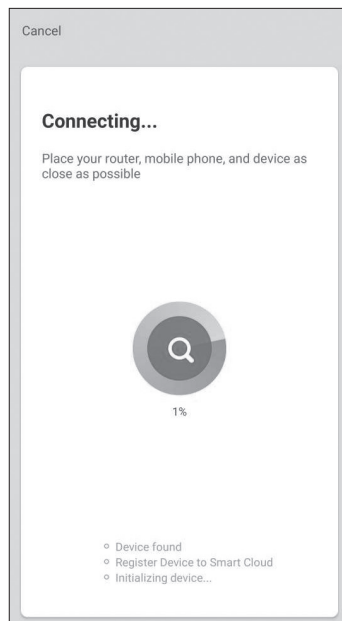 Cancel
Connecting...
Place your router, mobile phone, and device as
close as possible
1%
Device found
Register Device to Smart Cloud
Initializing device...